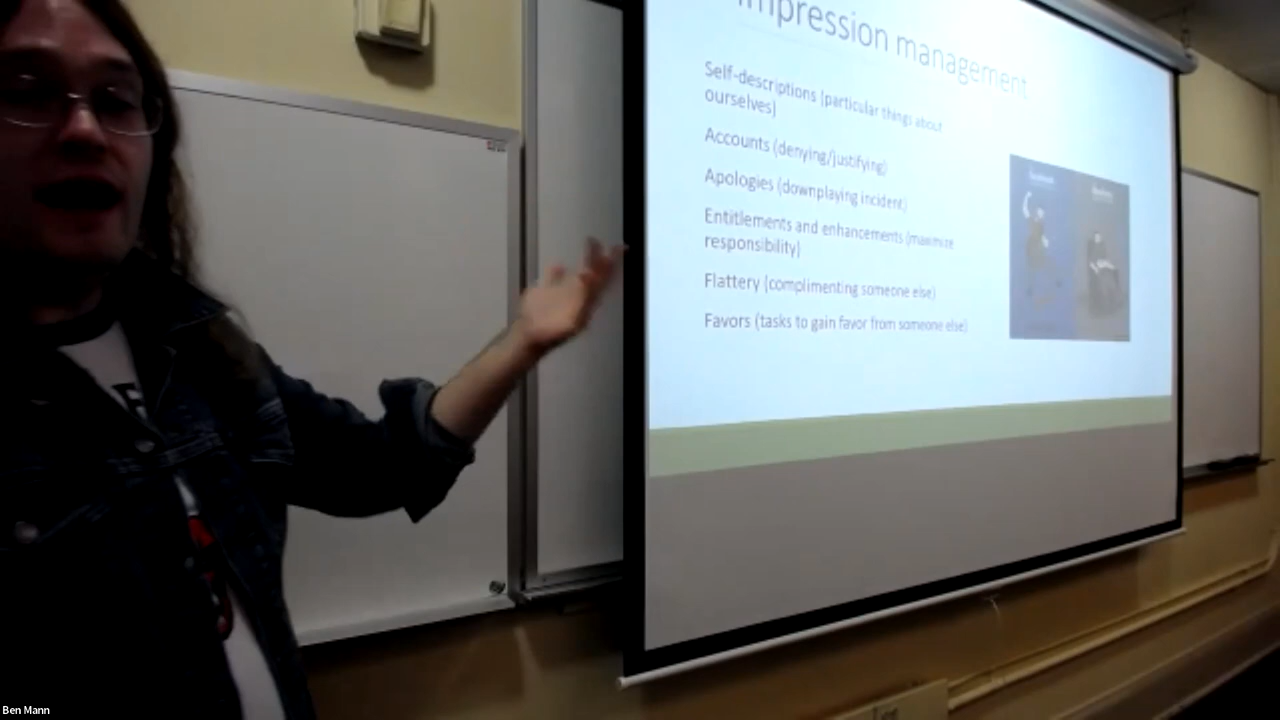 Impression management
Self-descriptions (particular things about
ourselves)
Accounts (denying/justifying)
Apologies (downplaying incident)
Entitlements and enhancements (maximize
responsibility)
Flattery (complimenting someone else)
Favors (tasks to gain favor from someone else)
Ben Mann